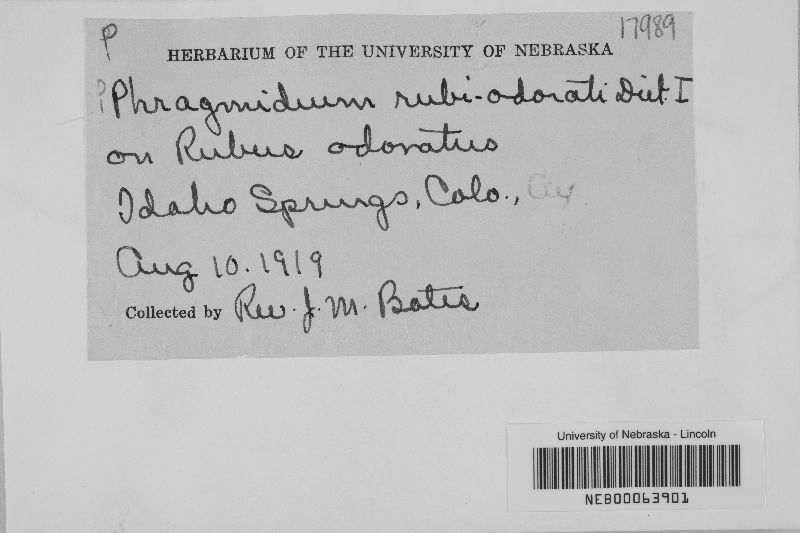 P
17989
HERBARIUM OF THE UNIVERSITY OF NEBRASKA
? Phragmidium rubi-odorati Diet. I
on Rubus odoratus
Idaho Springs, Colo.,
Aug 10. 1919
Collected by Rev. J. M. Bates
University of Nebraska - Lincoln
NEB00063901